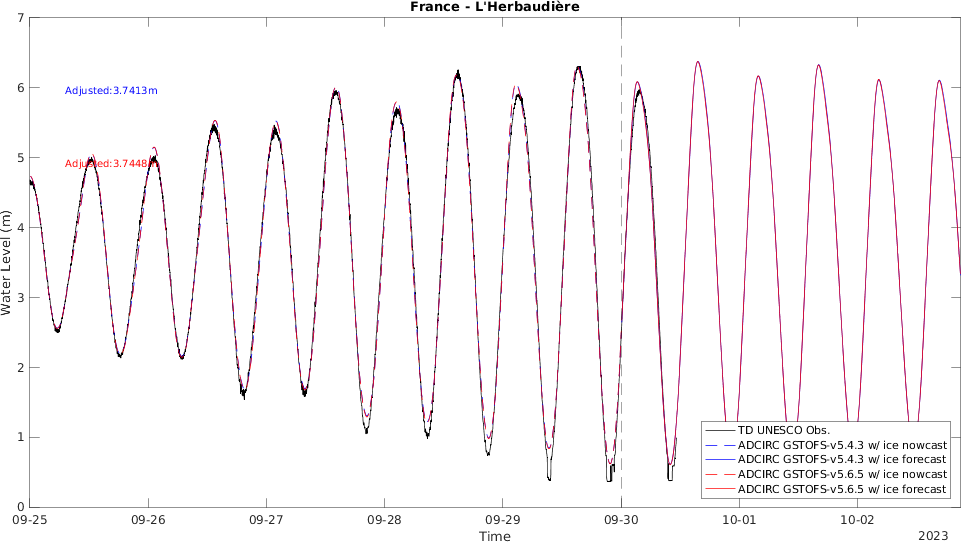 France - L'Herbaudière
7
6
5
4
3
2
1
0
Water Level (m)
Adjusted:3.7413m
Adjusted:3.7448m
TD UNESCO Obs.
ADCIRC GSTOFS-v5.4.3 w/ ice nowcast
ADCIRC GSTOFS-v5.4.3 w/ ice forecast
ADCIRC GSTOFS-v5.6.5 w/ ice nowcast
ADCIRC GSTOFS-v5.6.5 w/ ice forecast
09-25 09-26 09-27 09-28 09-29 09-30 10-01 10-02
Time
2023